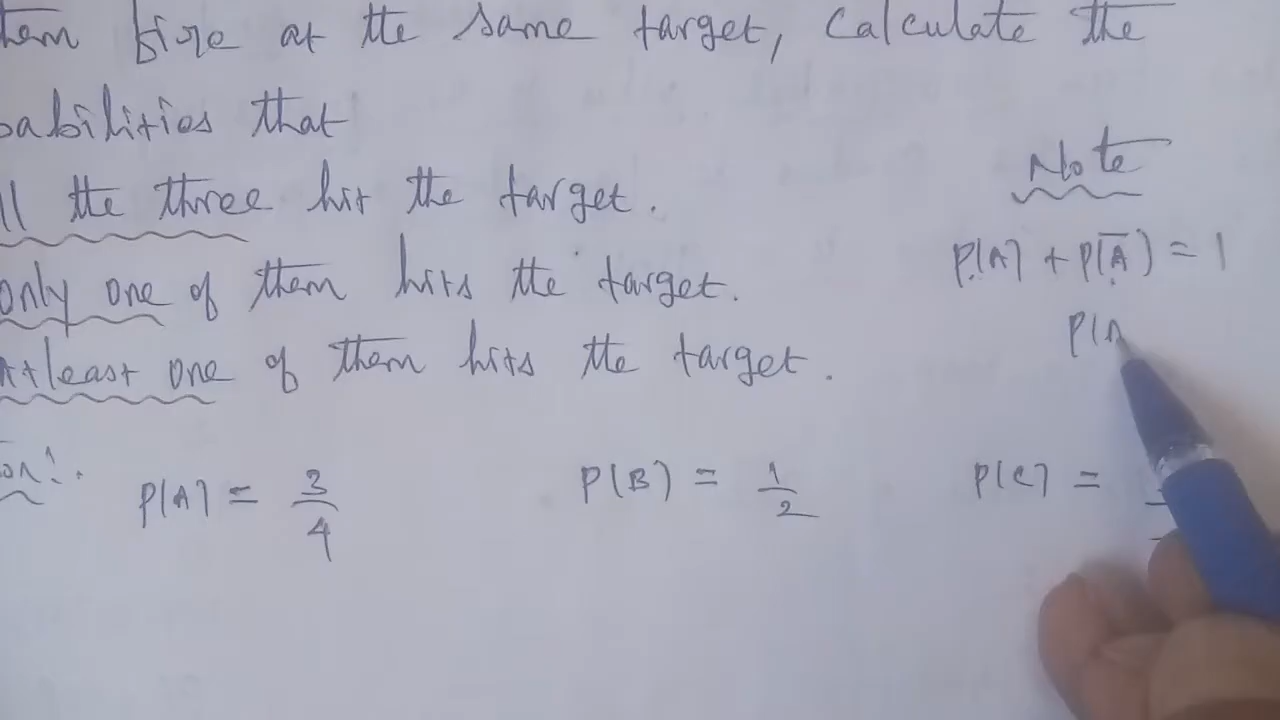 them fire at the same target, calculate the
babilities that
ll the three hit the target.
only one of them hits the target.
Atleast one of them hits the target.
Note
P(A) + P(A̅) = 1
P(A
on:
P(A) = 3/4
P(B) = 1/2
P(C) =